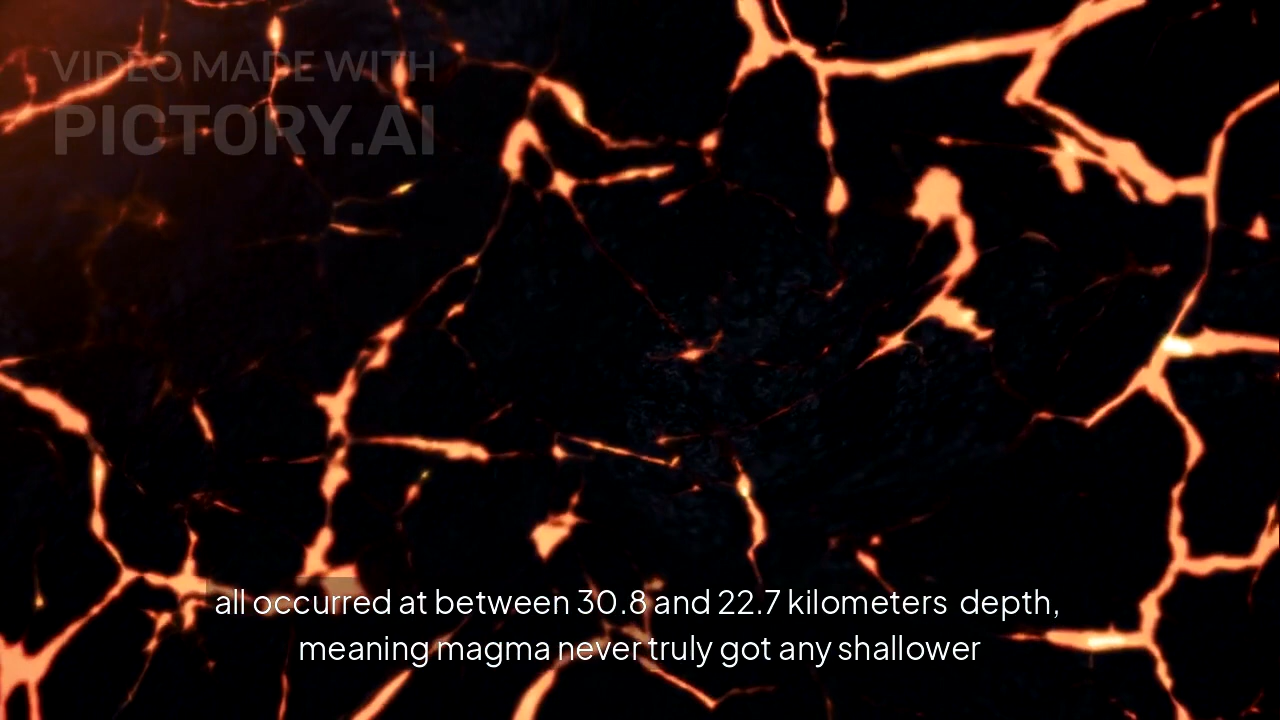 VIDEO MADE WITH
PICTORY.AI
all occurred at between 30.8 and 22.7 kilometers  depth,
meaning magma never truly got any shallower